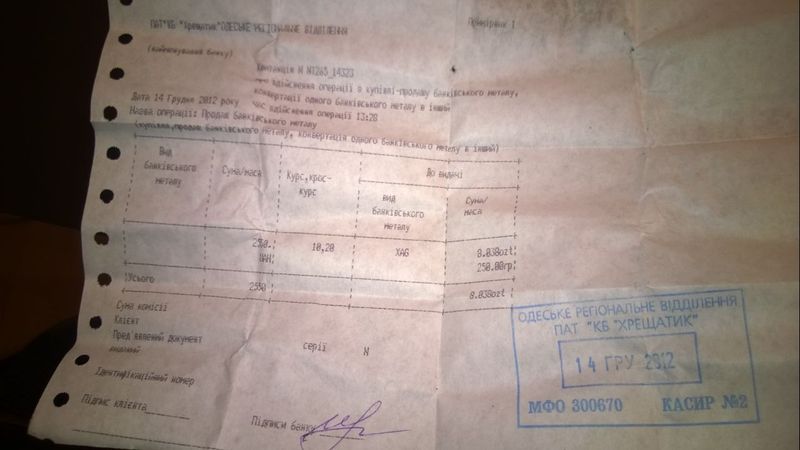 Примірник 1
ПАТ"КБ "Хрещатик"ОДЕСЬКЕ РЕГІОНАЛЬНЕ ВІДДІЛЕННЯ
(найменування банку)
Квитанція N N1265_14323
про здійснення операції з купівлі-продажу банківського металу,
конвертації одного банківського металу в інший
Дата 14 Грудня 2012 року Час здійснення операції 13:28
Назва операції: Продаж банківського металу
(купівля,продаж банківського металу, конвертація одного банківського металу в інший)
Вид банківського металу
Сума/маса
Курс,крос-курс
До видачі
вид банківського металу
Сума/маса
UAH
10,20
XAG
8.038ozt
250.00гр
Усього
2550
8.038ozt
Сума комісії
Клієнт
Пред'явлений документ серії N
виданий
Ідентифікаційний номер
Підпис клієнта
Підписи банку
ОДЕСЬКЕ РЕГІОНАЛЬНЕ ВІДДІЛЕННЯ
ПАТ "КБ "ХРЕЩАТИК"
14 ГРУ 2012
МФО 300670 КАСИР №2